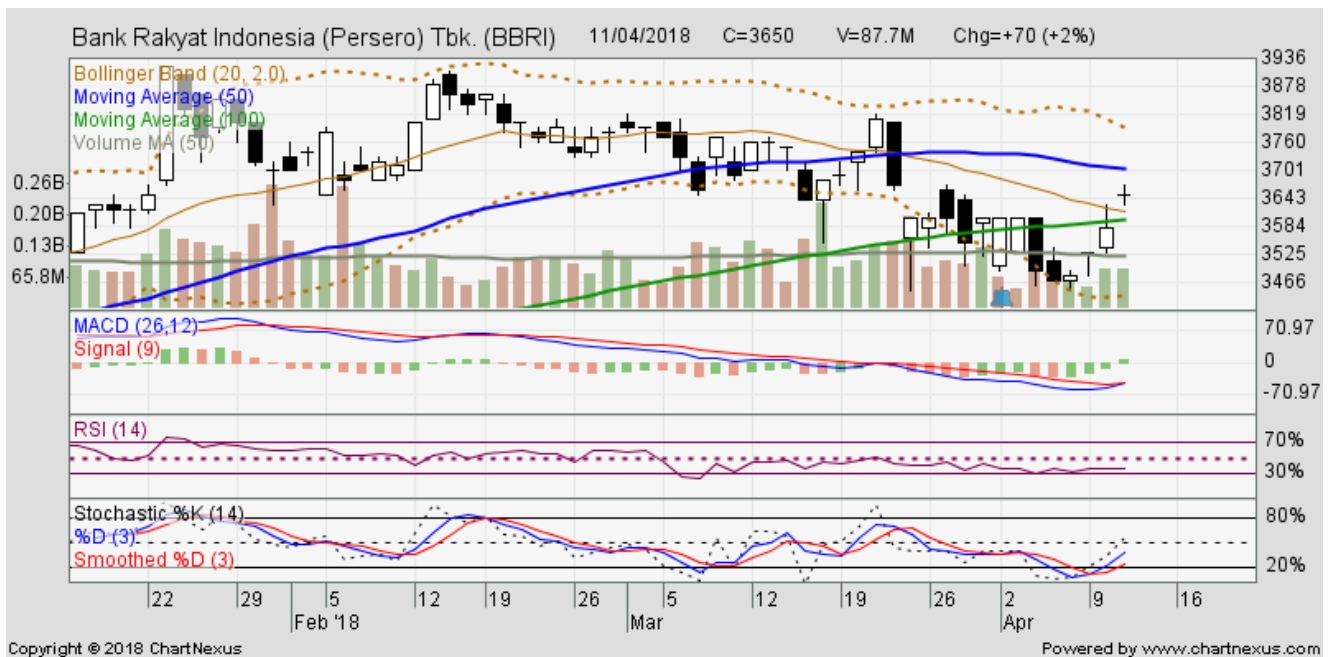 Bank Rakyat Indonesia (Persero) Tbk. (BBRI) 11/04/2018 C=3650 V=87.7M Chg=+70 (+2%)
Bollinger Band (20, 2.0)
Moving Average (50)
Moving Average (100)
Volume MA (50)
0.26B
0.20B
0.13B
65.8M
3936
3878
3819
3760
3701
3643
3584
3525
3466
MACD (26,12)
Signal (9)
70.97
0
-70.97
RSI (14)
70%
30%
Stochastic %K (14)
%D (3)
Smoothed %D (3)
80%
20%
22 29 5 12 19 26 5 12 19 26 2 9 16
Feb '18 Mar Apr
Copyright © 2018 ChartNexus Powered by www.chartnexus.com